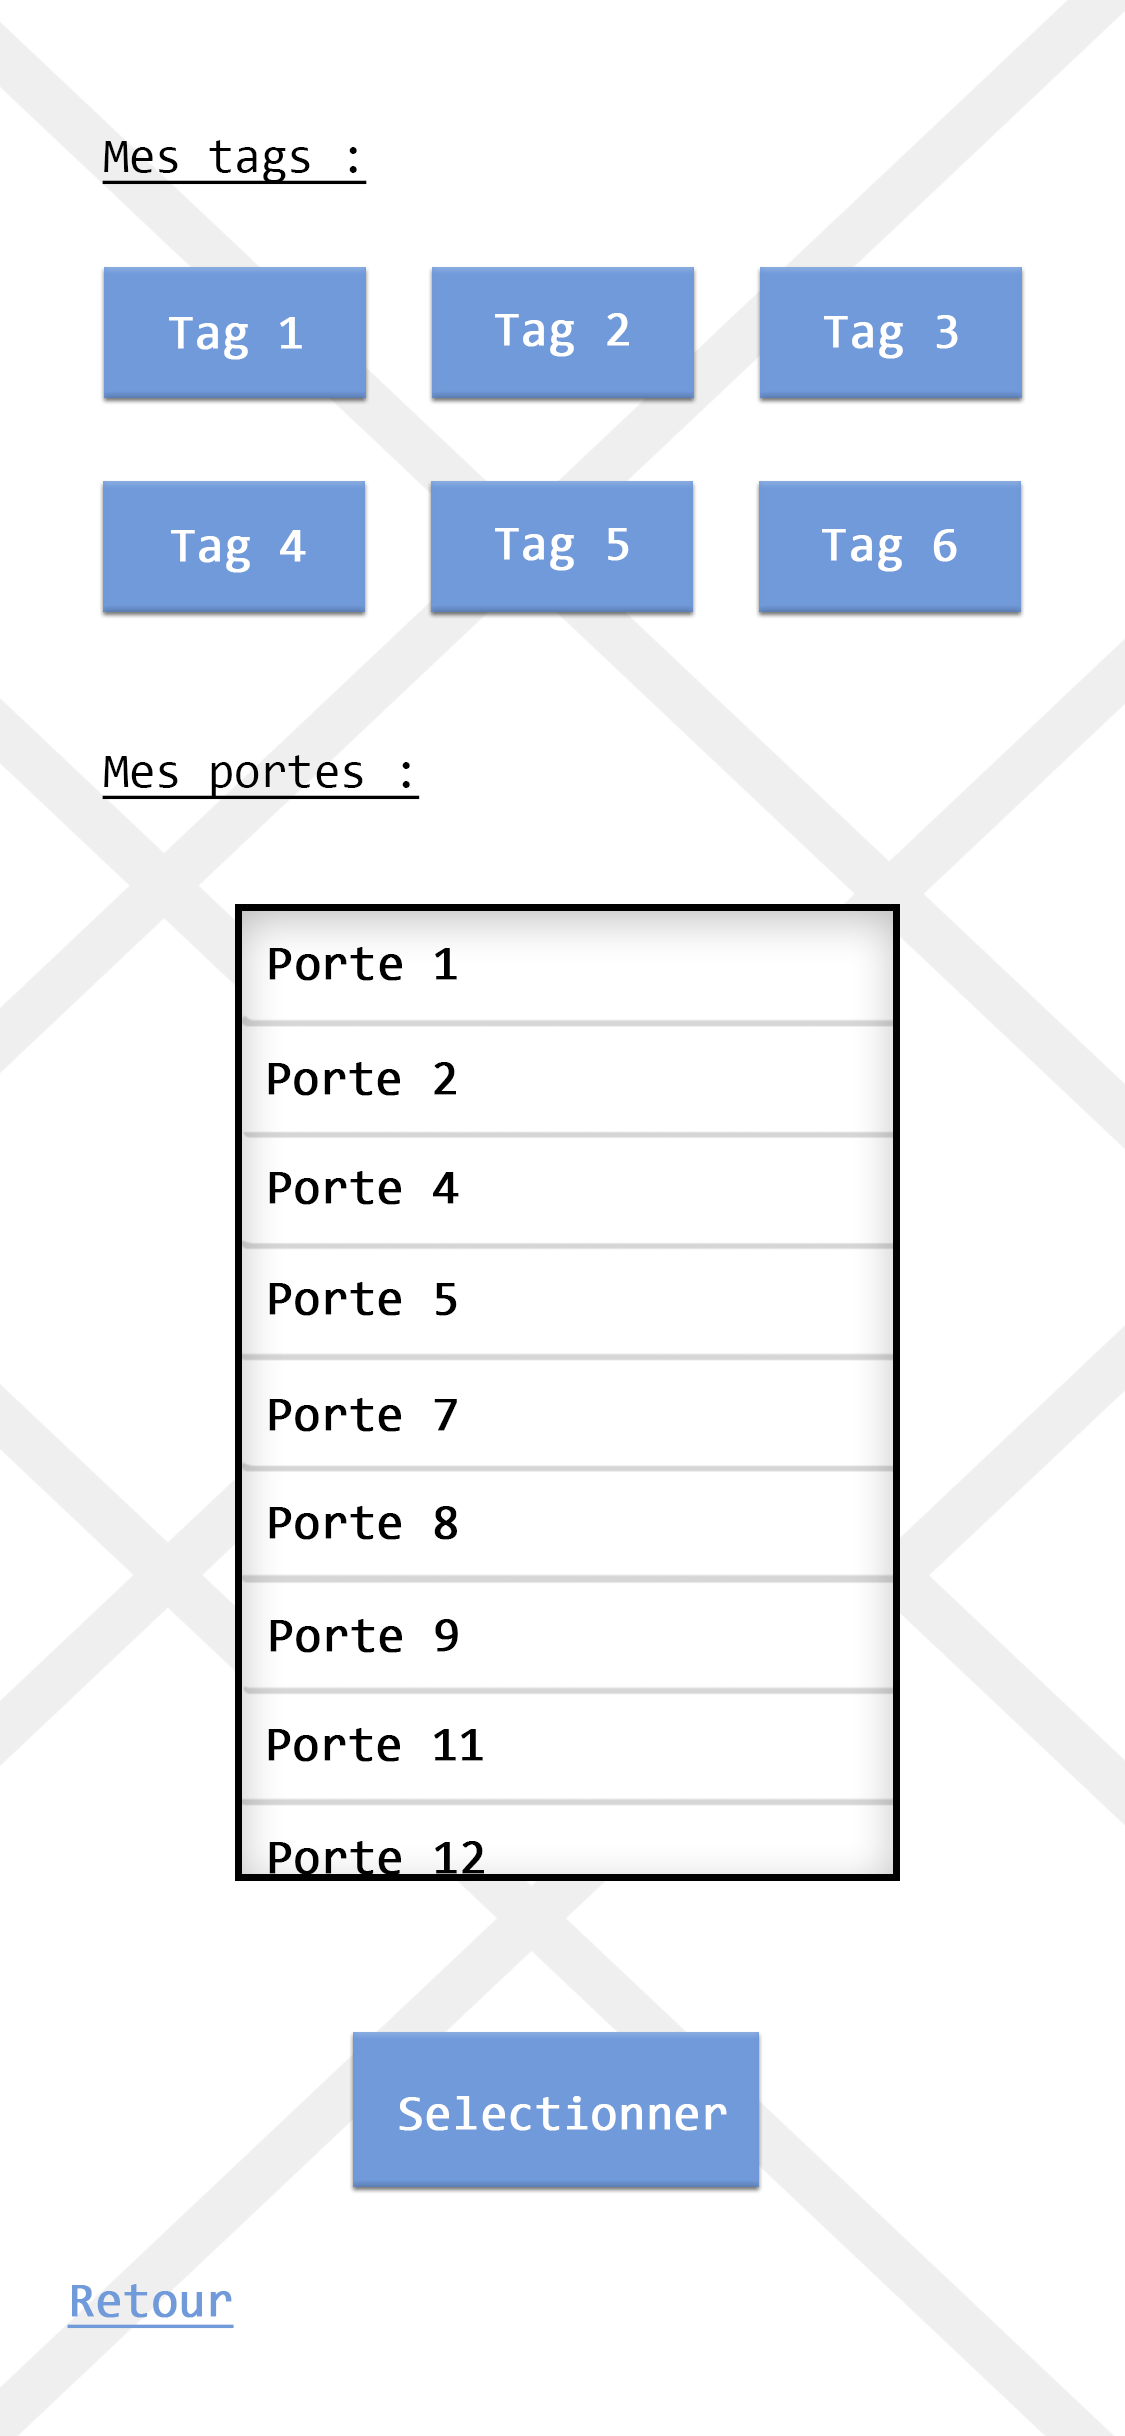 Mes tags :
Tag 1 Tag 2 Tag 3
Tag 4 Tag 5 Tag 6
Mes portes :
Porte 1
Porte 2
Porte 4
Porte 5
Porte 7
Porte 8
Porte 9
Porte 11
Porte 12
Selectionner
Retour